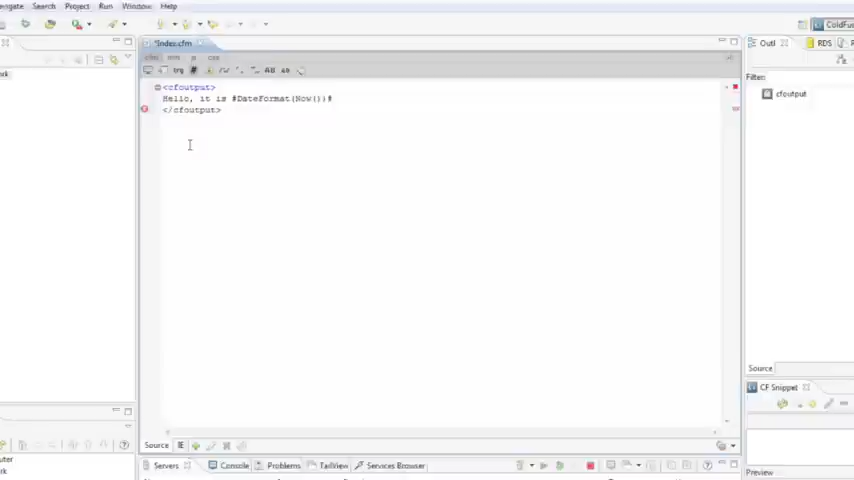 Search Project Run Window Help
*Index.cfm
Outl RDS
Filter:
cfoutput
<cfoutput>
Hello, it is #DateFormat(Now())#
</cfoutput>
Source
CF Snippet
Source
Servers Console Problems TailView Services Browser
Preview